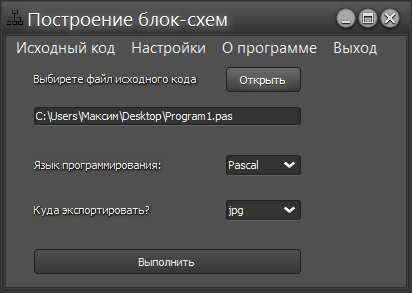 Построение блок-схем
Исходный код Настройки О программе Выход
Выбирете файл исходного кода Открыть
C:\Users\Максим\Desktop\Program1.pas
Язык программирования: Pascal
Куда экспортировать? jpg
Выполнить